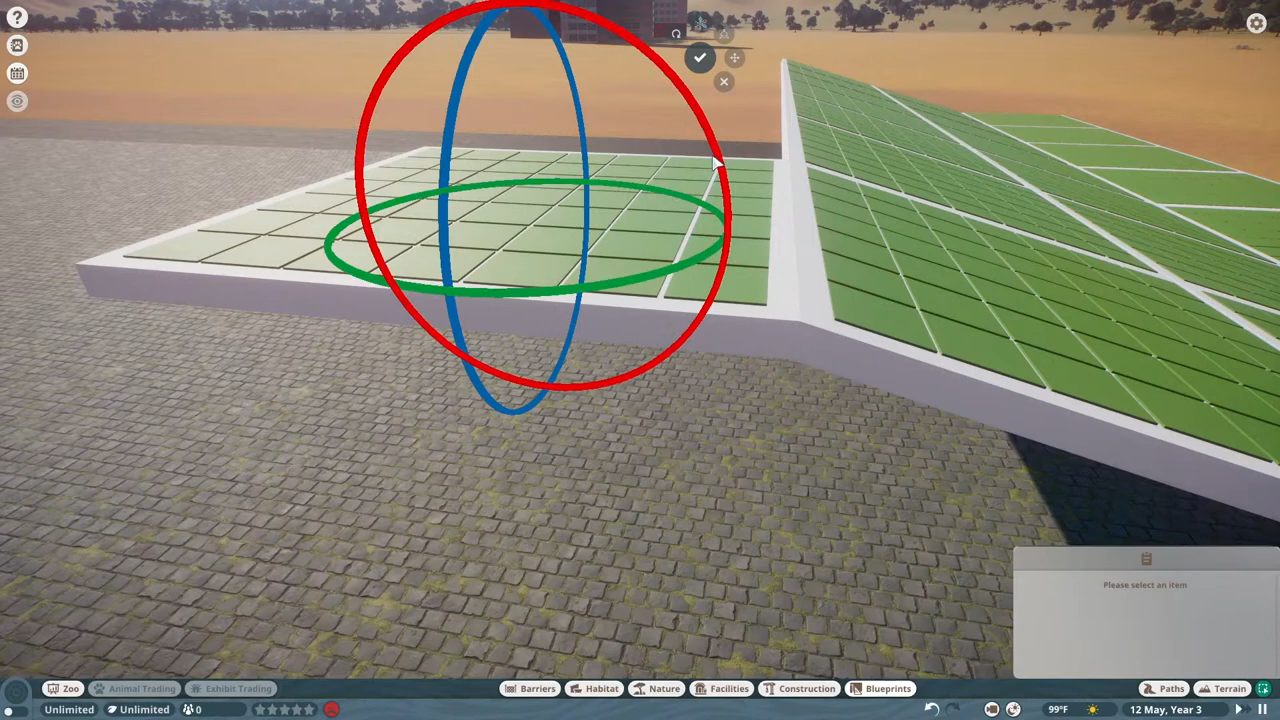 ?
Please select an item
Zoo Animal Trading Exhibit Trading Barriers Habitat Nature Facilities Construction Blueprints Paths Terrain
Unlimited Unlimited 0 99°F 12 May, Year 3